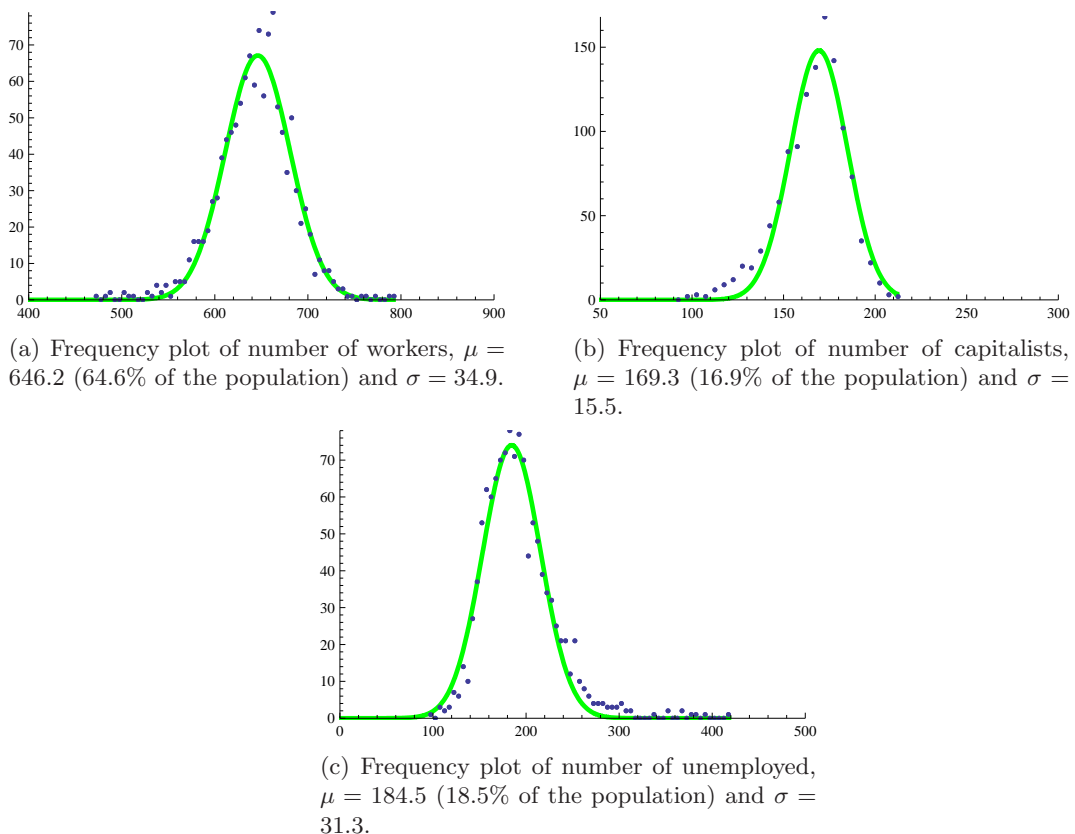 70
60
50
40
30
20
10
0
400 500 600 700 800 900
(a) Frequency plot of number of workers, μ =
646.2 (64.6% of the population) and σ = 34.9.
150
100
50
0
50 100 150 200 250 300
(b) Frequency plot of number of capitalists,
μ = 169.3 (16.9% of the population) and σ =
15.5.
70
60
50
40
30
20
10
0
0 100 200 300 400 500
(c) Frequency plot of number of unemployed,
μ = 184.5 (18.5% of the population) and σ =
31.3.